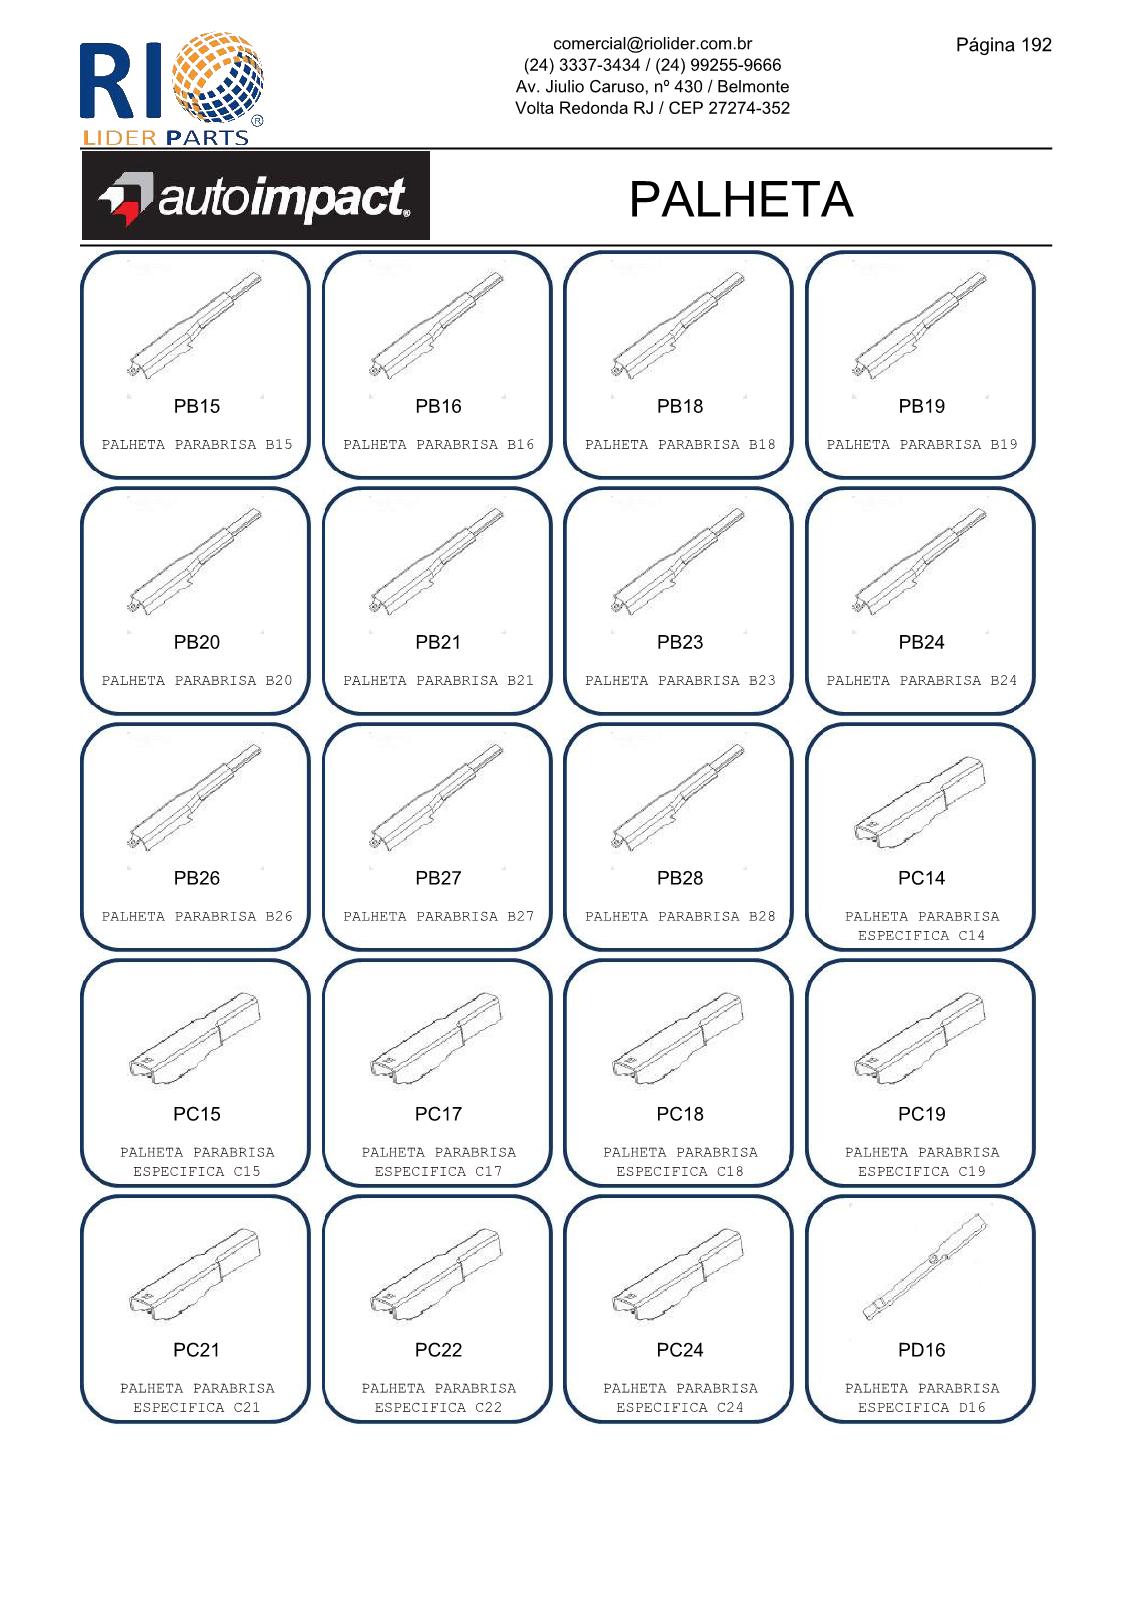 RIO
LIDER PARTS®
comercial@riolider.com.br
(24) 3337-3434 / (24) 99255-9666
Av. Jiulio Caruso, nº 430 / Belmonte
Volta Redonda RJ / CEP 27274-352
Página 192
autoimpact®
PALHETA
PB15
PALHETA PARABRISA B15
PB16
PALHETA PARABRISA B16
PB18
PALHETA PARABRISA B18
PB19
PALHETA PARABRISA B19
PB20
PALHETA PARABRISA B20
PB21
PALHETA PARABRISA B21
PB23
PALHETA PARABRISA B23
PB24
PALHETA PARABRISA B24
PB26
PALHETA PARABRISA B26
PB27
PALHETA PARABRISA B27
PB28
PALHETA PARABRISA B28
PC14
PALHETA PARABRISA
ESPECIFICA C14
PC15
PALHETA PARABRISA
ESPECIFICA C15
PC17
PALHETA PARABRISA
ESPECIFICA C17
PC18
PALHETA PARABRISA
ESPECIFICA C18
PC19
PALHETA PARABRISA
ESPECIFICA C19
PC21
PALHETA PARABRISA
ESPECIFICA C21
PC22
PALHETA PARABRISA
ESPECIFICA C22
PC24
PALHETA PARABRISA
ESPECIFICA C24
PD16
PALHETA PARABRISA
ESPECIFICA D16